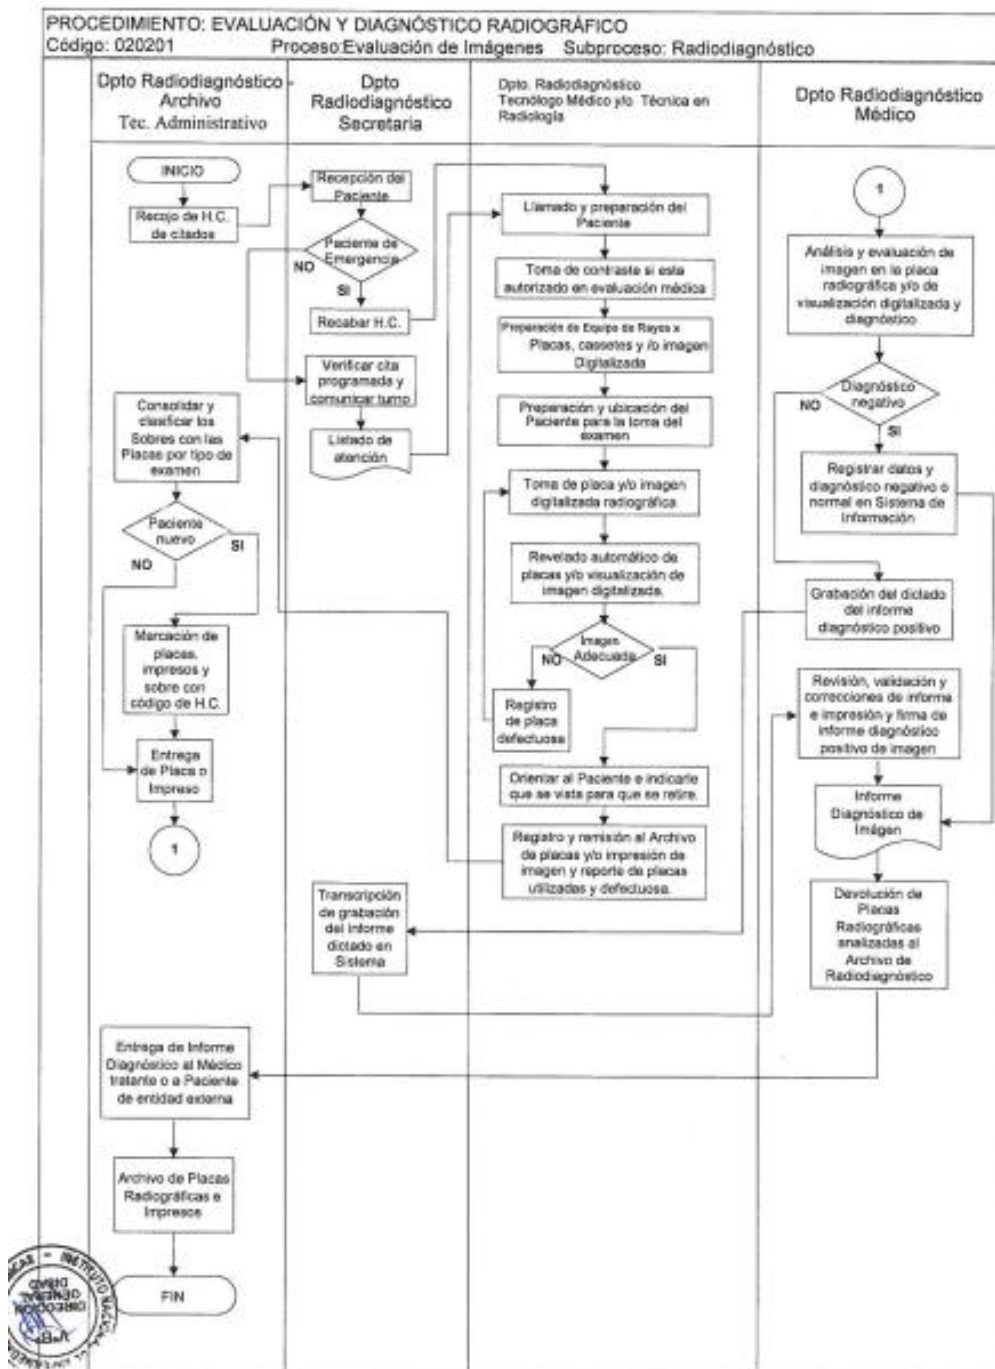 PROCEDIMIENTO: EVALUACIÓN Y DIAGNÓSTICO RADIOGRÁFICO
Código: 020201 Proceso:Evaluación de Imágenes Subproceso: Radiodiagnóstico
Dpto Radiodiagnóstico -
Archivo
Tec. Administrativo
Dpto
Radiodiagnóstico
Secretaria
Dpto. Radiodiagnóstico
Tecnólogo Médico y/o Técnica en
Radiología
Dpto Radiodiagnóstico
Médico
INICIO
Recojo de H.C.
de citados
Recepción del
Paciente
Paciente de
Emergencia
NO
SI
Recabar H.C.
Verificar cita
programada y
comunicar turno
Listado de
atención
Llamado y preparación del
Paciente
Toma de contraste si esta
autorizado en evaluación médica
Preparación de Equipo de Rayos x
Placas, cassetes y /o imagen
Digitalizada
Preparación y ubicación del
Paciente para la toma del
examen
Toma de placa y/o imagen
digitalizada radiográfica
Revelado automático de
placas y/o visualización de
imagen digitalizada.
Imagen
Adecuada
NO
SI
Registro
de placa
defectuosa
Orientar al Paciente e indicarle
que se vista para que se retire.
Registro y remisión al Archivo
de placas y/o impresión de
imagen y reporte de placas
utilizadas y defectuosa.
Consolidar y
clasificar los
Sobres con las
Placas por tipo de
examen
Paciente
nuevo
SI
NO
Marcación de
placas,
impresos y
sobre con
código de H.C.
Entrega
de Placa o
Impreso
1
1
Análisis y evaluación de
imagen en la placa
radiográfica y/o de
visualización digitalizada y
diagnóstico
Diagnóstico
negativo
NO
SI
Registrar datos y
diagnóstico negativo o
normal en Sistema de
Información
Grabación del dictado
del informe
diagnóstico positivo
Transcripción
de grabación
del informe
dictado en
Sistema
Revisión, validación y
correcciones de informe
e impresión y firma de
informe diagnóstico
positivo de imagen
Informe
Diagnóstico de
Imágen
Devolución de
Placas
Radiográficas
analizadas al
Archivo de
Radiodiagnóstico
Entrega de Informe
Diagnóstico al Médico
tratante o a Paciente
de entidad externa
Archivo de Placas
Radiográficas e
Impresos
FIN
INSTITUTO NACIONAL
DIRECCION
GENERAL